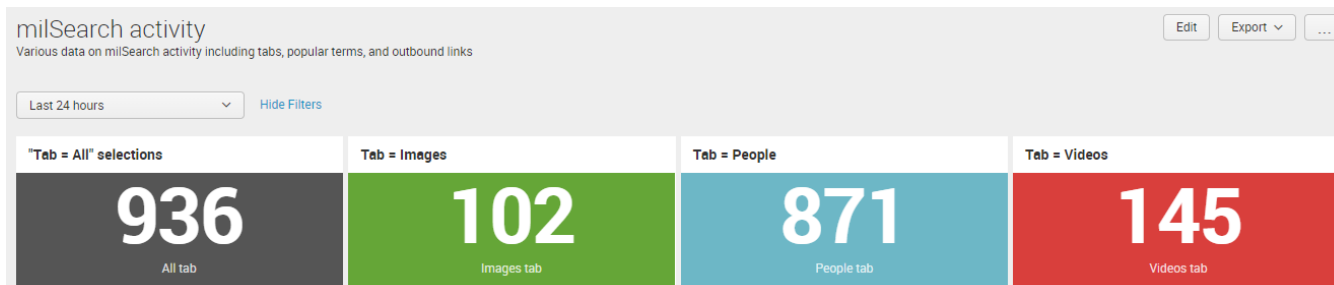 milSearch activity
Edit
Export
...
Various data on milSearch activity including tabs, popular terms, and outbound links
Last 24 hours
Hide Filters
"Tab = All" selections
Tab = Images
Tab = People
Tab = Videos
936
102
871
145
All tab
Images tab
People tab
Videos tab